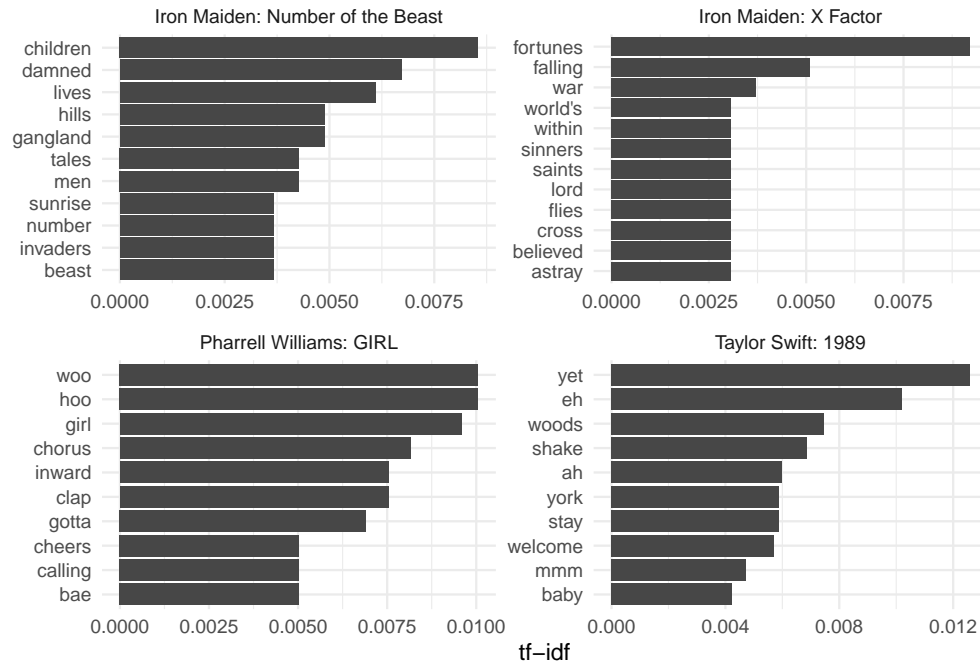 Iron Maiden: Number of the Beast
children
damned
lives
hills
gangland
tales
men
sunrise
number
invaders
beast
0.0000 0.0025 0.0050 0.0075
Iron Maiden: X Factor
fortunes
falling
war
world's
within
sinners
saints
lord
flies
cross
believed
astray
0.0000 0.0025 0.0050 0.0075
Pharrell Williams: GIRL
woo
hoo
girl
chorus
inward
clap
gotta
cheers
calling
bae
0.0000 0.0025 0.0050 0.0075 0.0100
Taylor Swift: 1989
yet
eh
woods
shake
ah
york
stay
welcome
mmm
baby
0.000 0.004 0.008 0.012
tf−idf